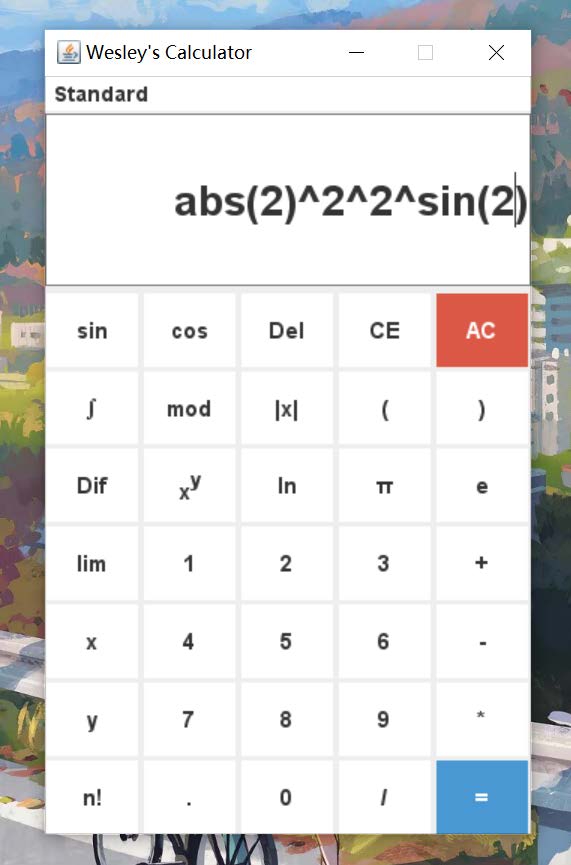 Wesley's Calculator
Standard
abs(2)^2^2^sin(2)
sin cos Del CE AC
∫ mod |x| ( )
Dif xy ln π e
lim 1 2 3 +
x 4 5 6 -
y 7 8 9 *
n! . 0 / =